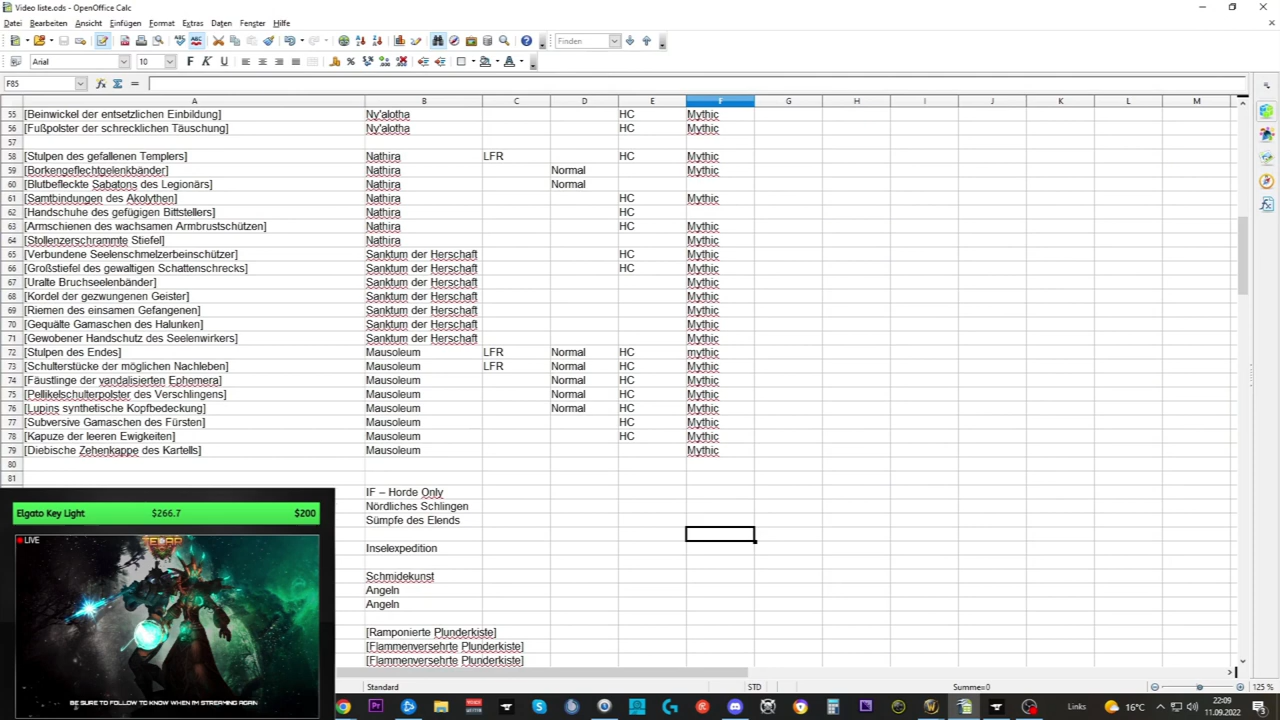 Video liste.ods - OpenOffice Calc
Datei Bearbeiten Ansicht Einfügen Format Extras Daten Fenster Hilfe
Finden
Arial 10
F85
A B C D E F G H I J K L M
55 [Beinwickel der entsetzlichen Einbildung] Ny'alotha HC Mythic
56 [Fußpolster der schrecklichen Täuschung] Ny'alotha HC Mythic
57
58 [Stulpen des gefallenen Templers] Nathira LFR HC Mythic
59 [Borkengeflechtgelenkbänder] Nathira Normal Mythic
60 [Blutbefleckte Sabatons des Legionärs] Nathira Normal
61 [Samtbindungen des Akolythen] Nathira HC Mythic
62 [Handschuhe des gefügigen Bittstellers] Nathira HC
63 [Armschienen des wachsamen Armbrustschützen] Nathira HC Mythic
64 [Stollenzerschrammte Stiefel] Nathira Mythic
65 [Verbundene Seelenschmelzerbeinschützer] Sanktum der Herschaft HC Mythic
66 [Großstiefel des gewaltigen Schattenschrecks] Sanktum der Herschaft HC Mythic
67 [Uralte Bruchseelenbänder] Sanktum der Herschaft Mythic
68 [Kordel der gezwungenen Geister] Sanktum der Herschaft Mythic
69 [Riemen des einsamen Gefangenen] Sanktum der Herschaft Mythic
70 [Gequälte Gamaschen des Halunken] Sanktum der Herschaft Mythic
71 [Gewobener Handschutz des Seelenwirkers] Sanktum der Herschaft Mythic
72 [Stulpen des Endes] Mausoleum LFR Normal HC mythic
73 [Schulterstücke der möglichen Nachleben] Mausoleum LFR Normal HC Mythic
74 [Fäustlinge der vandalisierten Ephemera] Mausoleum Normal HC Mythic
75 [Pellikelschulterpolster des Verschlingens] Mausoleum Normal HC Mythic
76 [Lupins synthetische Kopfbedeckung] Mausoleum Normal HC Mythic
77 [Subversive Gamaschen des Fürsten] Mausoleum HC Mythic
78 [Kapuze der leeren Ewigkeiten] Mausoleum HC Mythic
79 [Diebische Zehenkappe des Kartells] Mausoleum Mythic
80
81
IF – Horde Only
Nördliches Schlingen
Sümpfe des Elends
Inselexpedition
Schmidekunst
Angeln
Angeln
[Ramponierte Plunderkiste]
[Flammenversehrte Plunderkiste]
[Flammenversehrte Plunderkiste]
Elgato Key Light $266.7 $200
LIVE
BE SURE TO FOLLOW TO KNOW WHEN I'M STREAMING AGAIN
Standard STD Summe=0 125 %
Links 16°C 22:09
11.09.2022